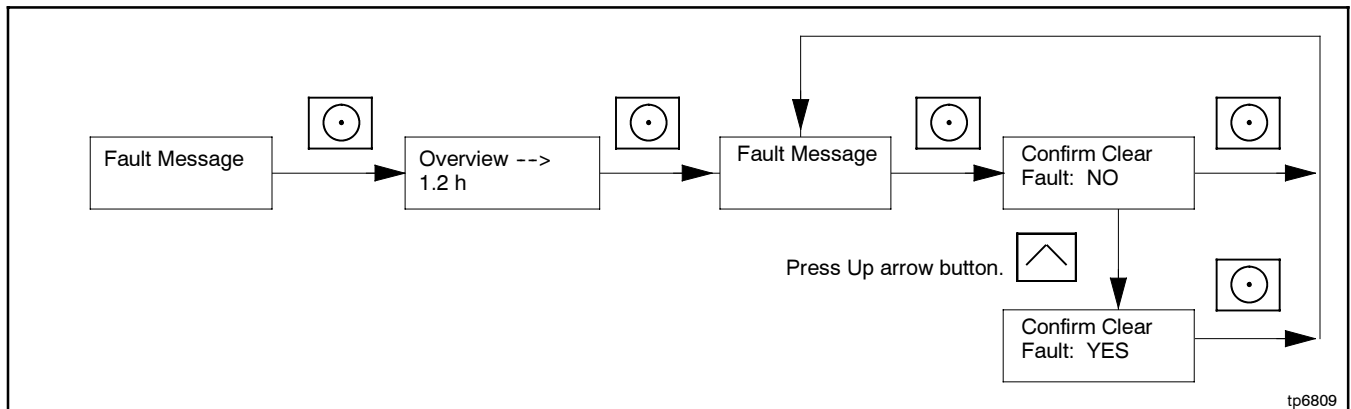 Fault Message
Overview -->
1.2 h
Fault Message
Confirm Clear
Fault: NO
Press Up arrow button.
Confirm Clear
Fault: YES
tp6809